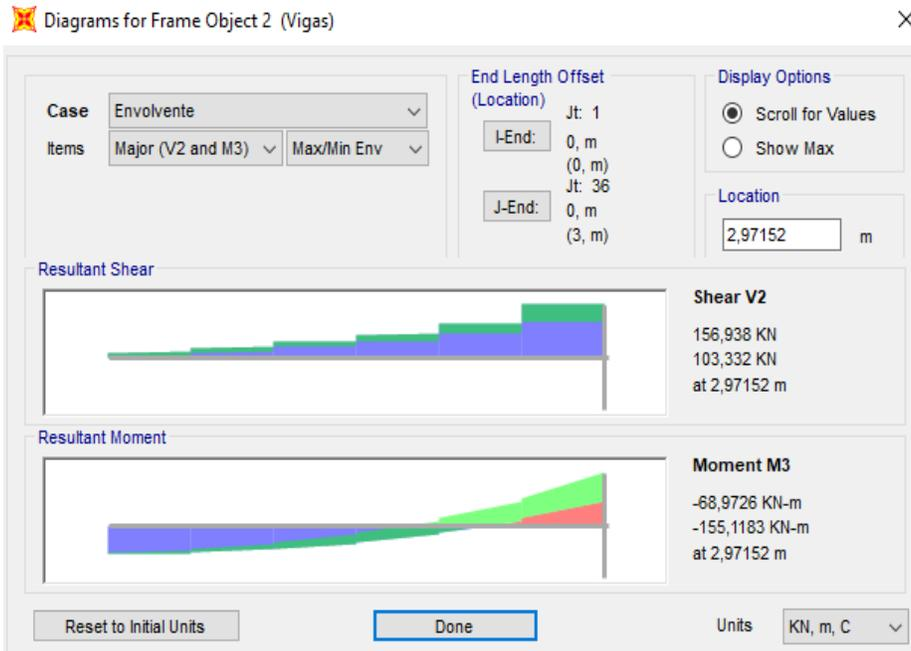 Diagrams for Frame Object 2 (Vigas)
Case
Envolvente
Items
Major (V2 and M3)
Max/Min Env
End Length Offset
(Location)
Jt: 1
I-End:
0, m
(0, m)
Jt: 36
J-End:
0, m
(3, m)
Display Options
Scroll for Values
Show Max
Location
2,97152
m
Resultant Shear
Shear V2
156,938 KN
103,332 KN
at 2,97152 m
Resultant Moment
Moment M3
-68,9726 KN-m
-155,1183 KN-m
at 2,97152 m
Reset to Initial Units
Done
Units
KN, m, C